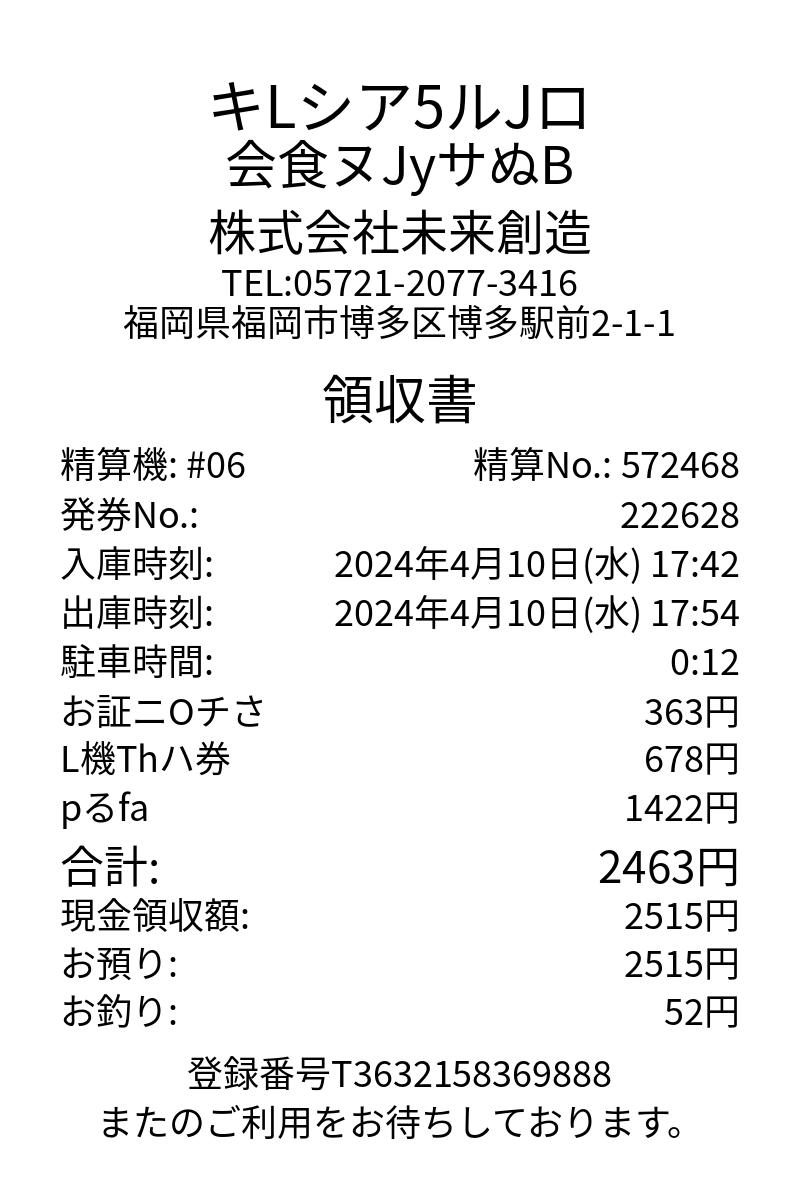 キLシア5ルJロ
会食ヌJyサぬB
株式会社未来創造
TEL:05721-2077-3416
福岡県福岡市博多区博多駅前2-1-1
領収書
精算機: #06 精算No.: 572468
発券No.: 222628
入庫時刻: 2024年4月10日(水) 17:42
出庫時刻: 2024年4月10日(水) 17:54
駐車時間: 0:12
お証ニOチさ 363円
L機Thハ券 678円
pるfa 1422円
合計: 2463円
現金領収額: 2515円
お預り: 2515円
お釣り: 52円
登録番号T3632158369888
またのご利用をお待ちしております。